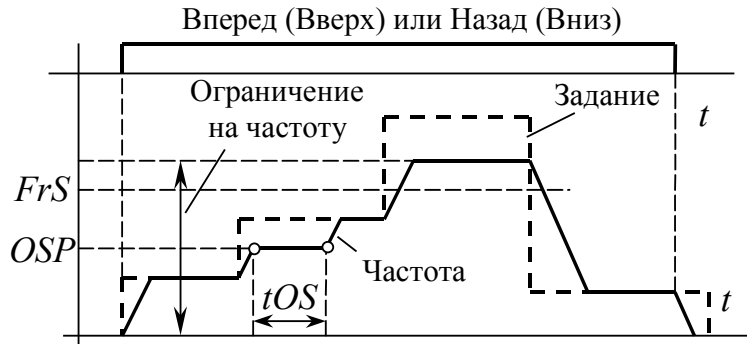 Вперед (Вверх) или Назад (Вниз)
Ограничение
на частоту
Задание
t
FrS
OSP
Частота
tOS
t